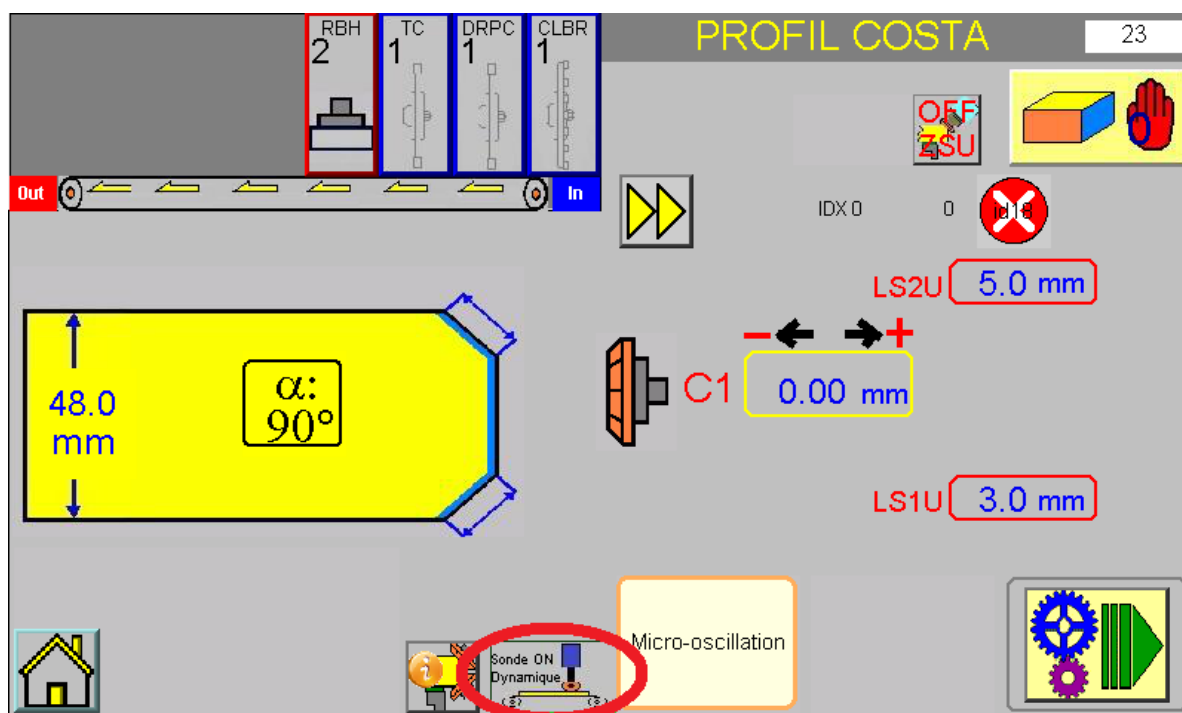 RBH TC DRPC CLBR
2 1 1 1
PROFIL COSTA
23
OFF
ZSU
Out
In
IDX 0 0 id18
LS2U 5.0 mm
- +
C1 0.00 mm
48.0
mm
α:
90°
LS1U 3.0 mm
Sonde ON
Dynamique
Micro-oscillation
i